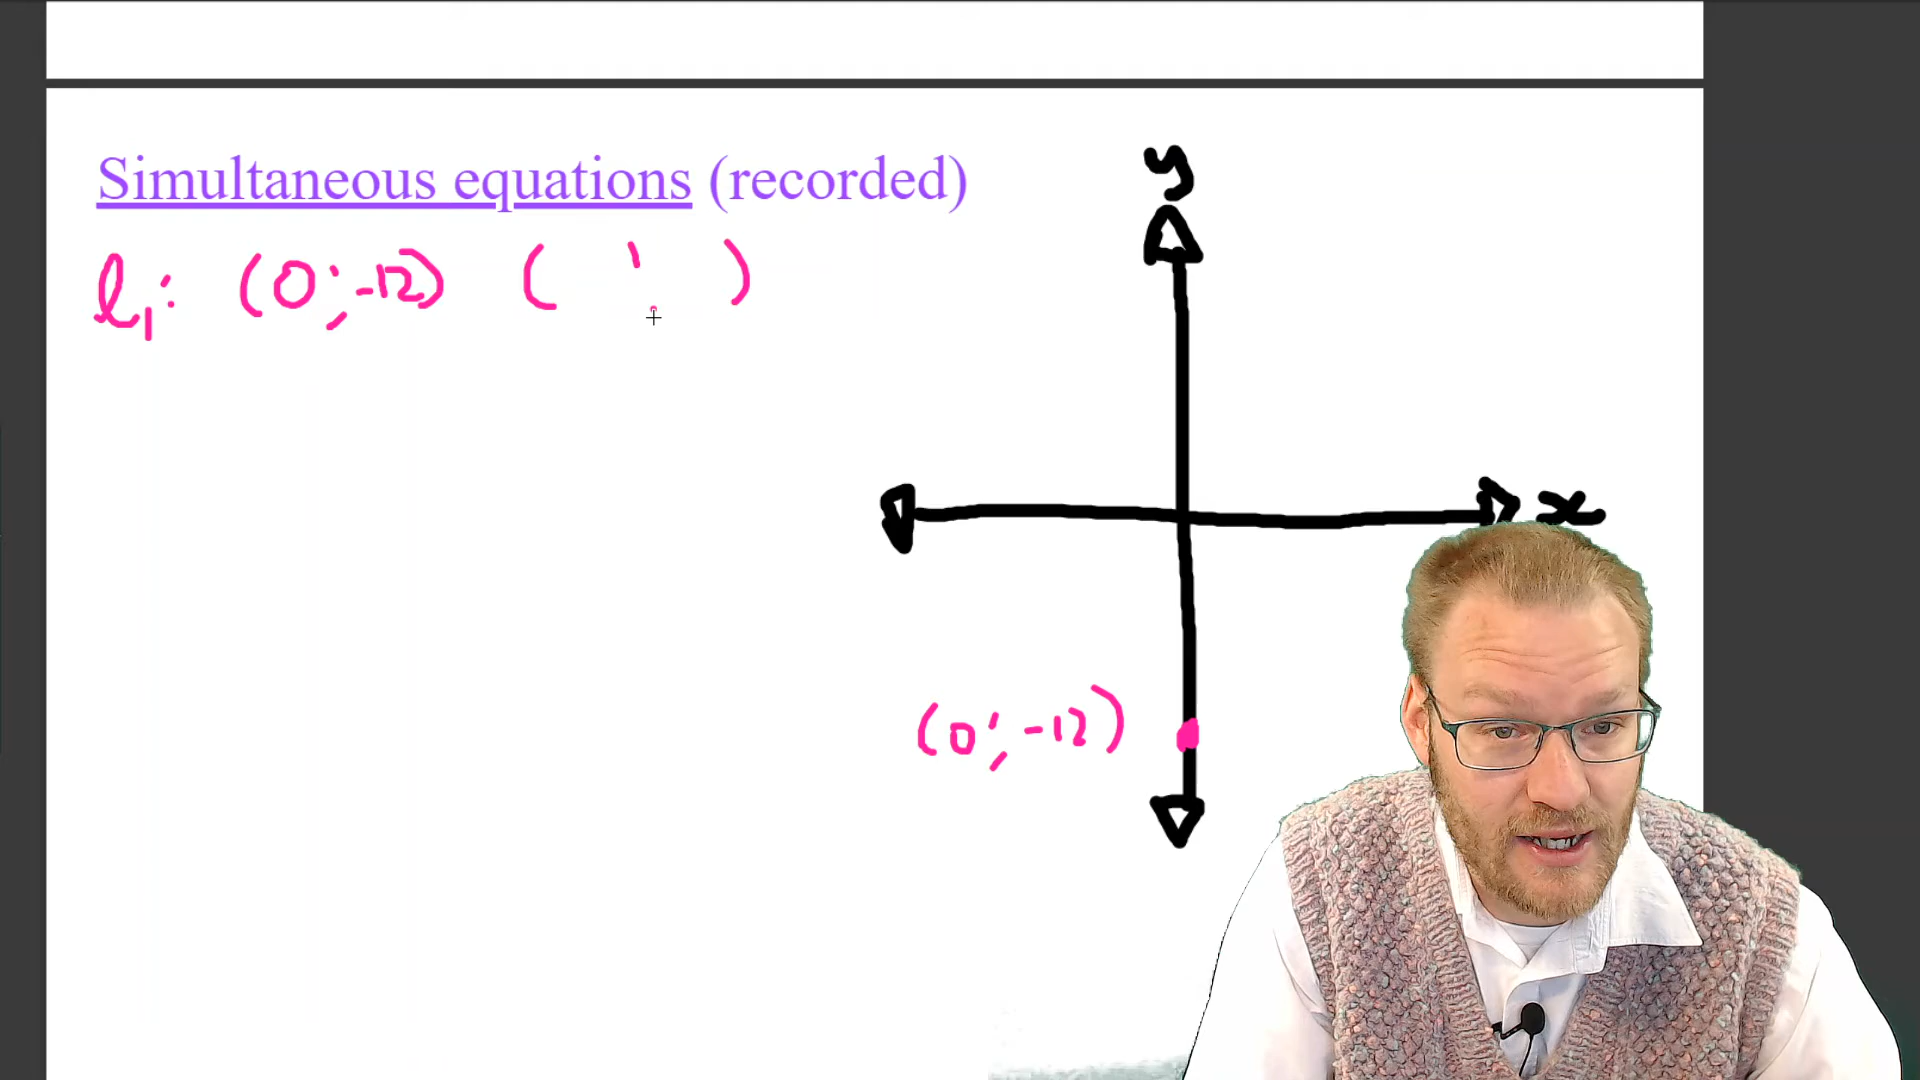 Simultaneous equations (recorded)
l₁: (0;-12) ( ; )
y
x
(0;-12)